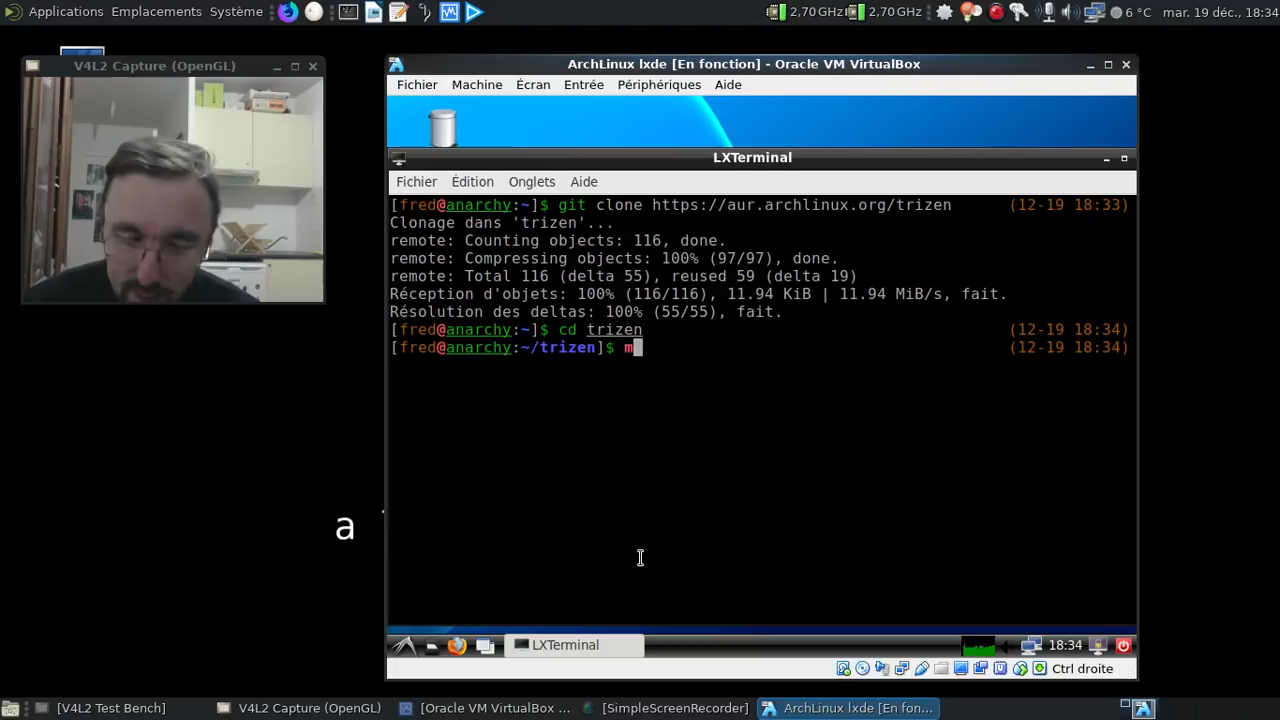 Applications Emplacements Système
2,70 GHz 2,70 GHz 6 °C mar. 19 déc., 18:34
V4L2 Capture (OpenGL)
ArchLinux lxde [En fonction] - Oracle VM VirtualBox
Fichier Machine Écran Entrée Périphériques Aide
LXTerminal
Fichier Édition Onglets Aide
[fred@anarchy:~]$ git clone https://aur.archlinux.org/trizen (12-19 18:33)
Clonage dans 'trizen'...
remote: Counting objects: 116, done.
remote: Compressing objects: 100% (97/97), done.
remote: Total 116 (delta 55), reused 59 (delta 19)
Réception d'objets: 100% (116/116), 11.94 KiB | 11.94 MiB/s, fait.
Résolution des deltas: 100% (55/55), fait.
[fred@anarchy:~]$ cd trizen (12-19 18:34)
[fred@anarchy:~/trizen]$ m (12-19 18:34)
a
LXTerminal 18:34
Ctrl droite
[V4L2 Test Bench] V4L2 Capture (OpenGL) [Oracle VM VirtualBox ... [SimpleScreenRecorder] ArchLinux lxde [En fon...